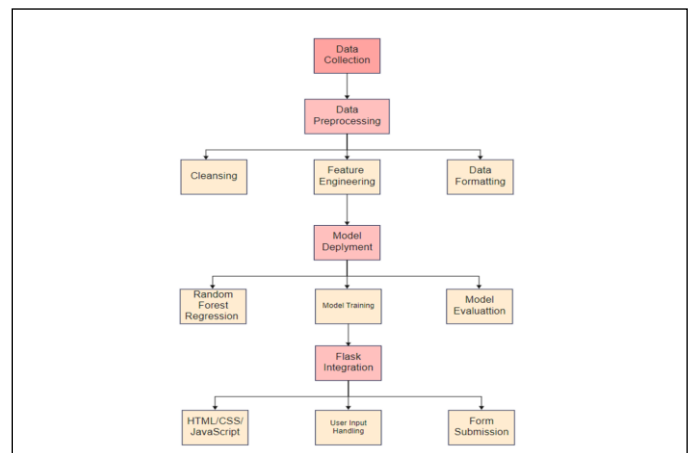 Data
Collection
Data
Preprocessing
Cleansing
Feature
Engineering
Data
Formatting
Model
Deplyment
Random
Forest
Regression
Model Training
Model
Evaluattion
Flask
Integration
HTML/CSS/
JavaScript
User Input
Handling
Form
Submission